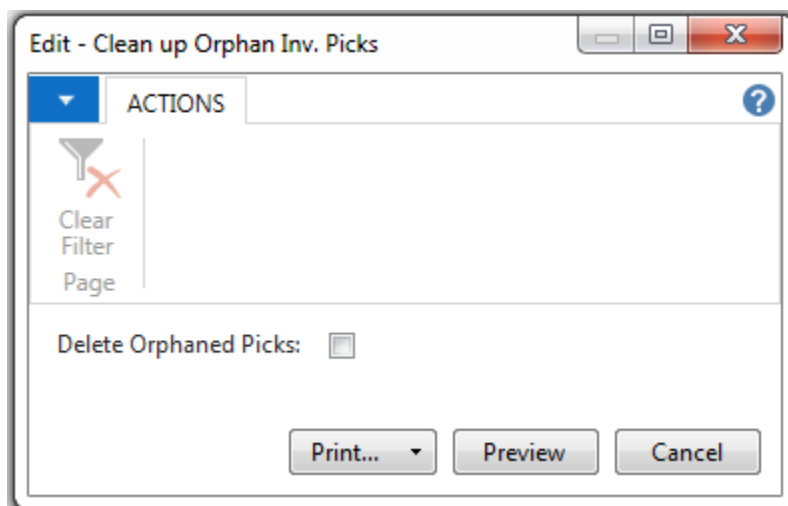 Edit - Clean up Orphan Inv. Picks
ACTIONS
Clear
Filter
Page
Delete Orphaned Picks:
Print... Preview Cancel